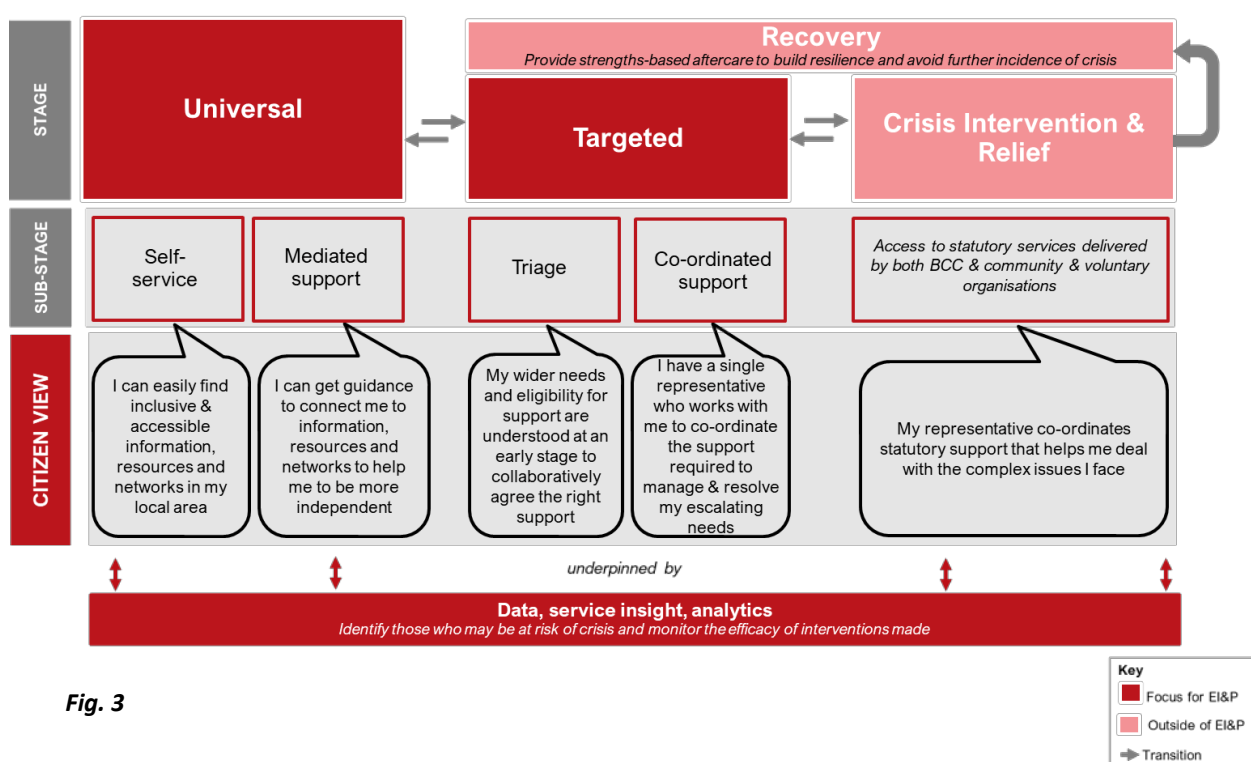 STAGE
Universal
Recovery
Provide strengths-based aftercare to build resilience and avoid further incidence of crisis
Targeted
Crisis Intervention &
Relief
SUB-STAGE
Self-
service
Mediated
support
Triage
Co-ordinated
support
Access to statutory services delivered
by both BCC & community & voluntary
organisations
CITIZEN VIEW
I can easily find
inclusive &
accessible
information,
resources and
networks in my
local area
I can get guidance
to connect me to
information,
resources and
networks to help
me to be more
independent
My wider needs
and eligibility for
support are
understood at an
early stage to
collaboratively
agree the right
support
I have a single
representative
who works with
me to co-ordinate
the support
required to
manage & resolve
my escalating
needs
My representative co-ordinates
statutory support that helps me deal
with the complex issues I face
underpinned by
Data, service insight, analytics
Identify those who may be at risk of crisis and monitor the efficacy of interventions made
Fig. 3
Key
Focus for EI&P
Outside of EI&P
Transition